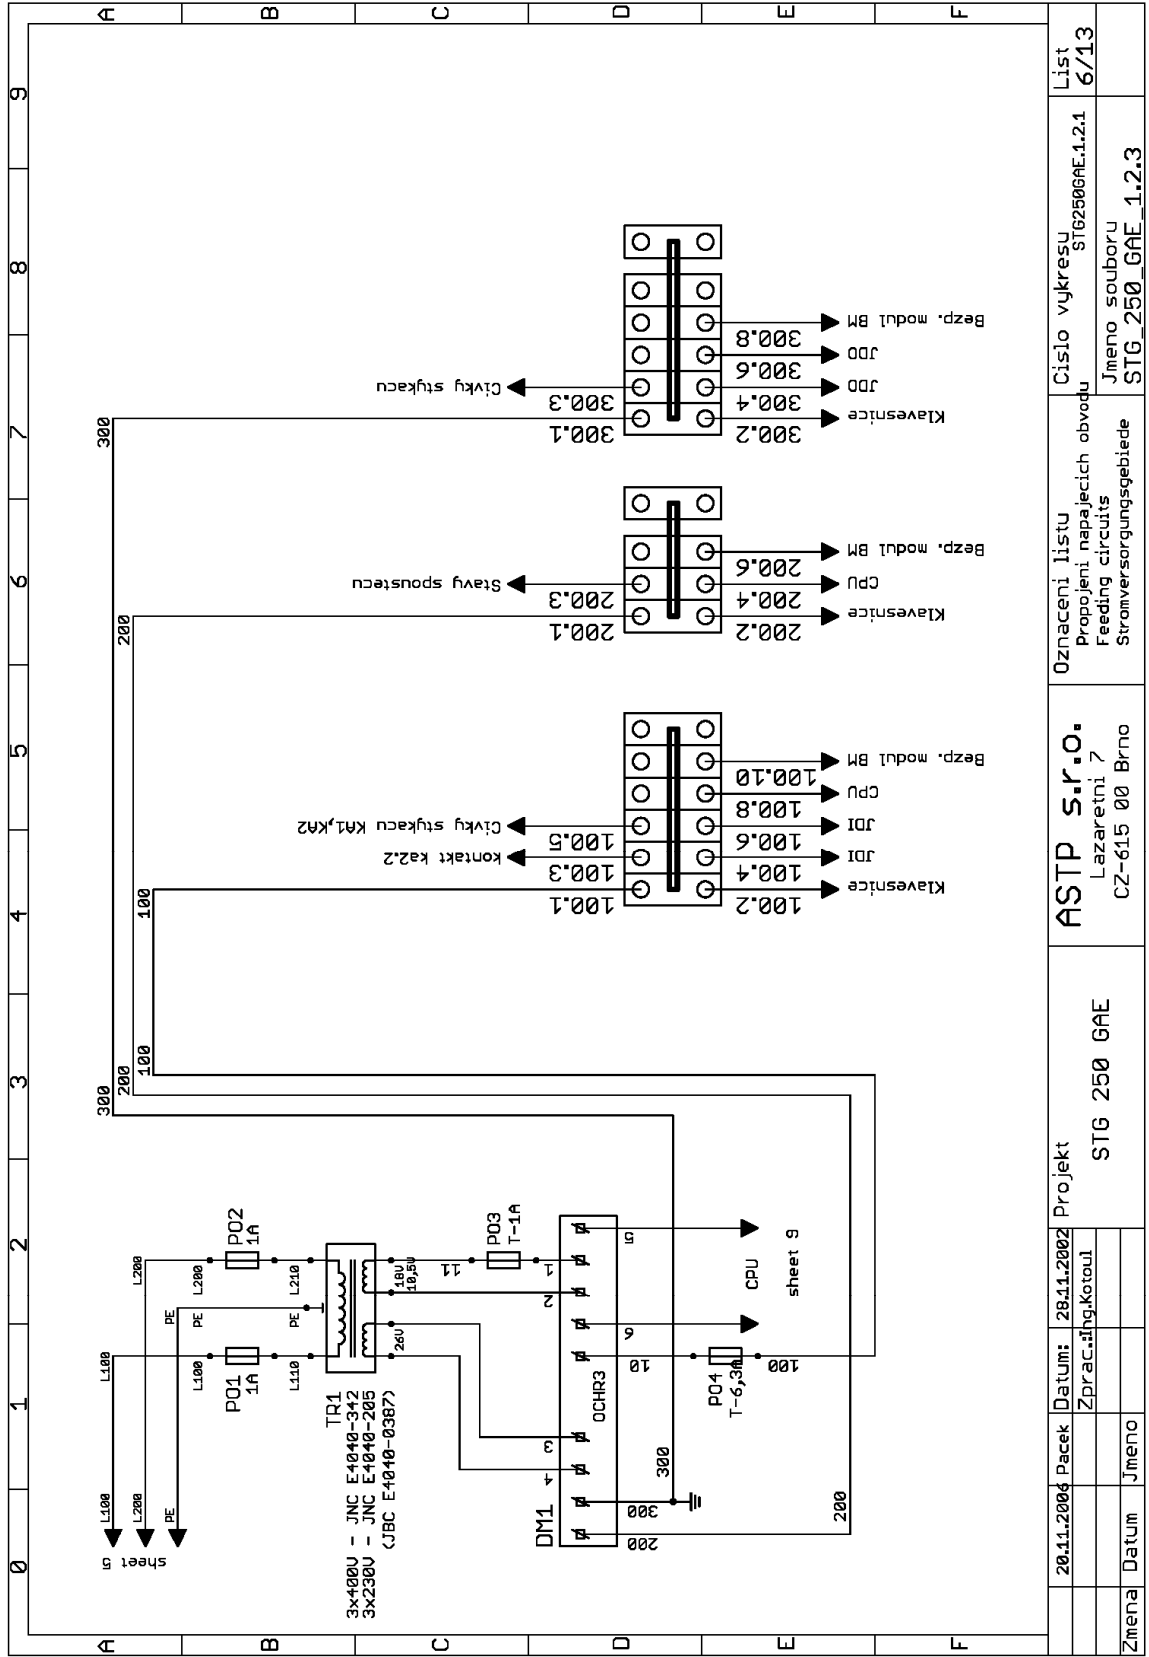 0 1 2 3 4 5 6 7 8 9
A
B
C
D
E
F
A
B
C
D
E
F
sheet 5
L100
L200
PE
L100
L200
PE
L100
PE
L200
PO1
1A
PO2
1A
L110
PE
L210
TR1
3x400V - JNC E4040-342
3x230V - JNC E4040-205
(JBC E4040-0387)
26V
18V
10,5V
11
PO3
T-1A
4
3
2
1
DM1
OCHR3
200
300
10
6
5
300
PO4
T-6,3A
100
200
CPU
sheet 9
300
200
100
100
200
300
kontakt ka2.2
Civky stykacu KA1,KA2
100.1
100.3
100.5
100.2
100.4
100.6
100.8
100.10
Klavesnice
JDI
JDI
CPU
Bezp. modul BM
Stavy spoustecu
200.1
200.3
200.2
200.4
200.6
Klavesnice
CPU
Bezp. modul BM
Civky stykacu
300.1
300.3
300.2
300.4
300.6
300.8
Klavesnice
JDO
JDO
Bezp. modul BM
20.11.2006 Pacek
Zmena Datum Jmeno
Datum: 28.11.2002
Zprac.:Ing.Kotoul
Projekt
STG 250 GAE
ASTP s.r.o.
Lazaretni 7
CZ-615 00 Brno
Oznaceni listu
Propojeni napajecich obvodu
Feeding circuits
Stromversorgungsgebiede
Cislo vykresu
STG250GAE.1.2.1
Jmeno souboru
STG_250_GAE_1.2.3
List
6/13